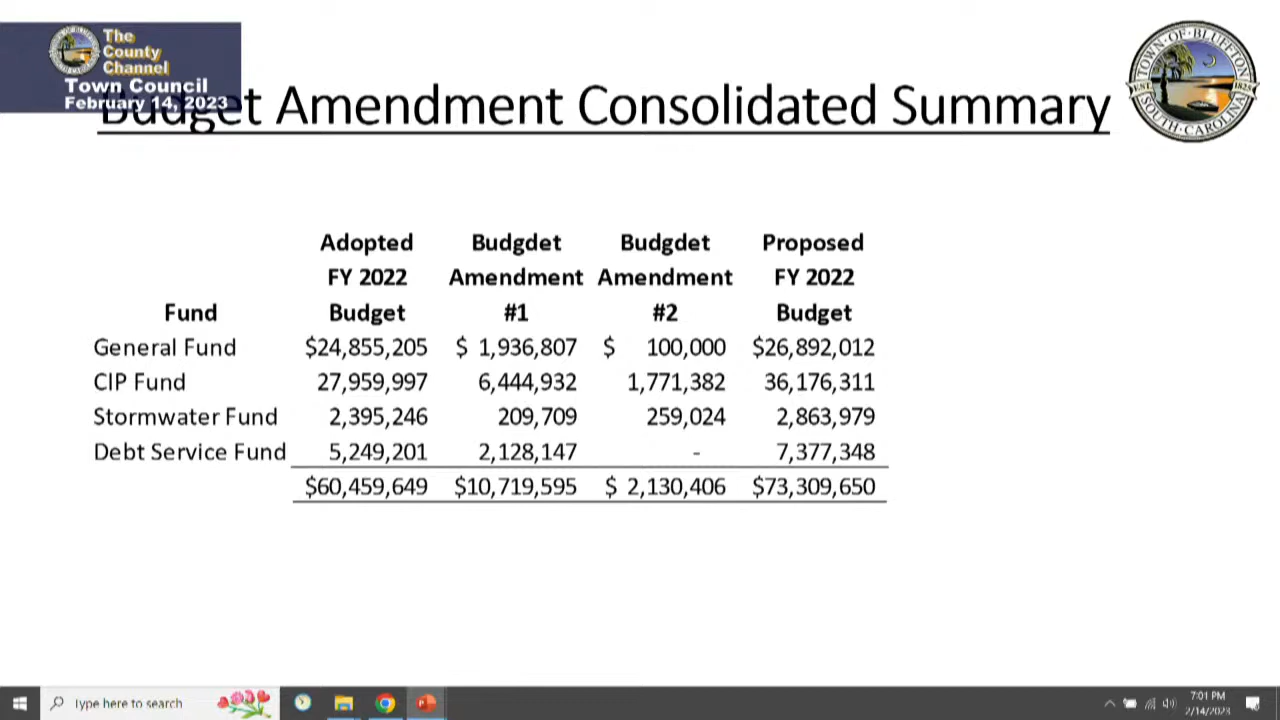 The
County
Channel
Town Council
February 14, 2023
Budget Amendment Consolidated Summary
TOWN OF BLUFFTON
EST. 1825
SOUTH CAROLINA
Adopted Budgdet Budgdet Proposed
FY 2022 Amendment Amendment FY 2022
Fund Budget #1 #2 Budget
General Fund $24,855,205 $ 1,936,807 $ 100,000 $26,892,012
CIP Fund 27,959,997 6,444,932 1,771,382 36,176,311
Stormwater Fund 2,395,246 209,709 259,024 2,863,979
Debt Service Fund 5,249,201 2,128,147 - 7,377,348
$60,459,649 $10,719,595 $ 2,130,406 $73,309,650
Type here to search
7:01 PM
2/14/2023